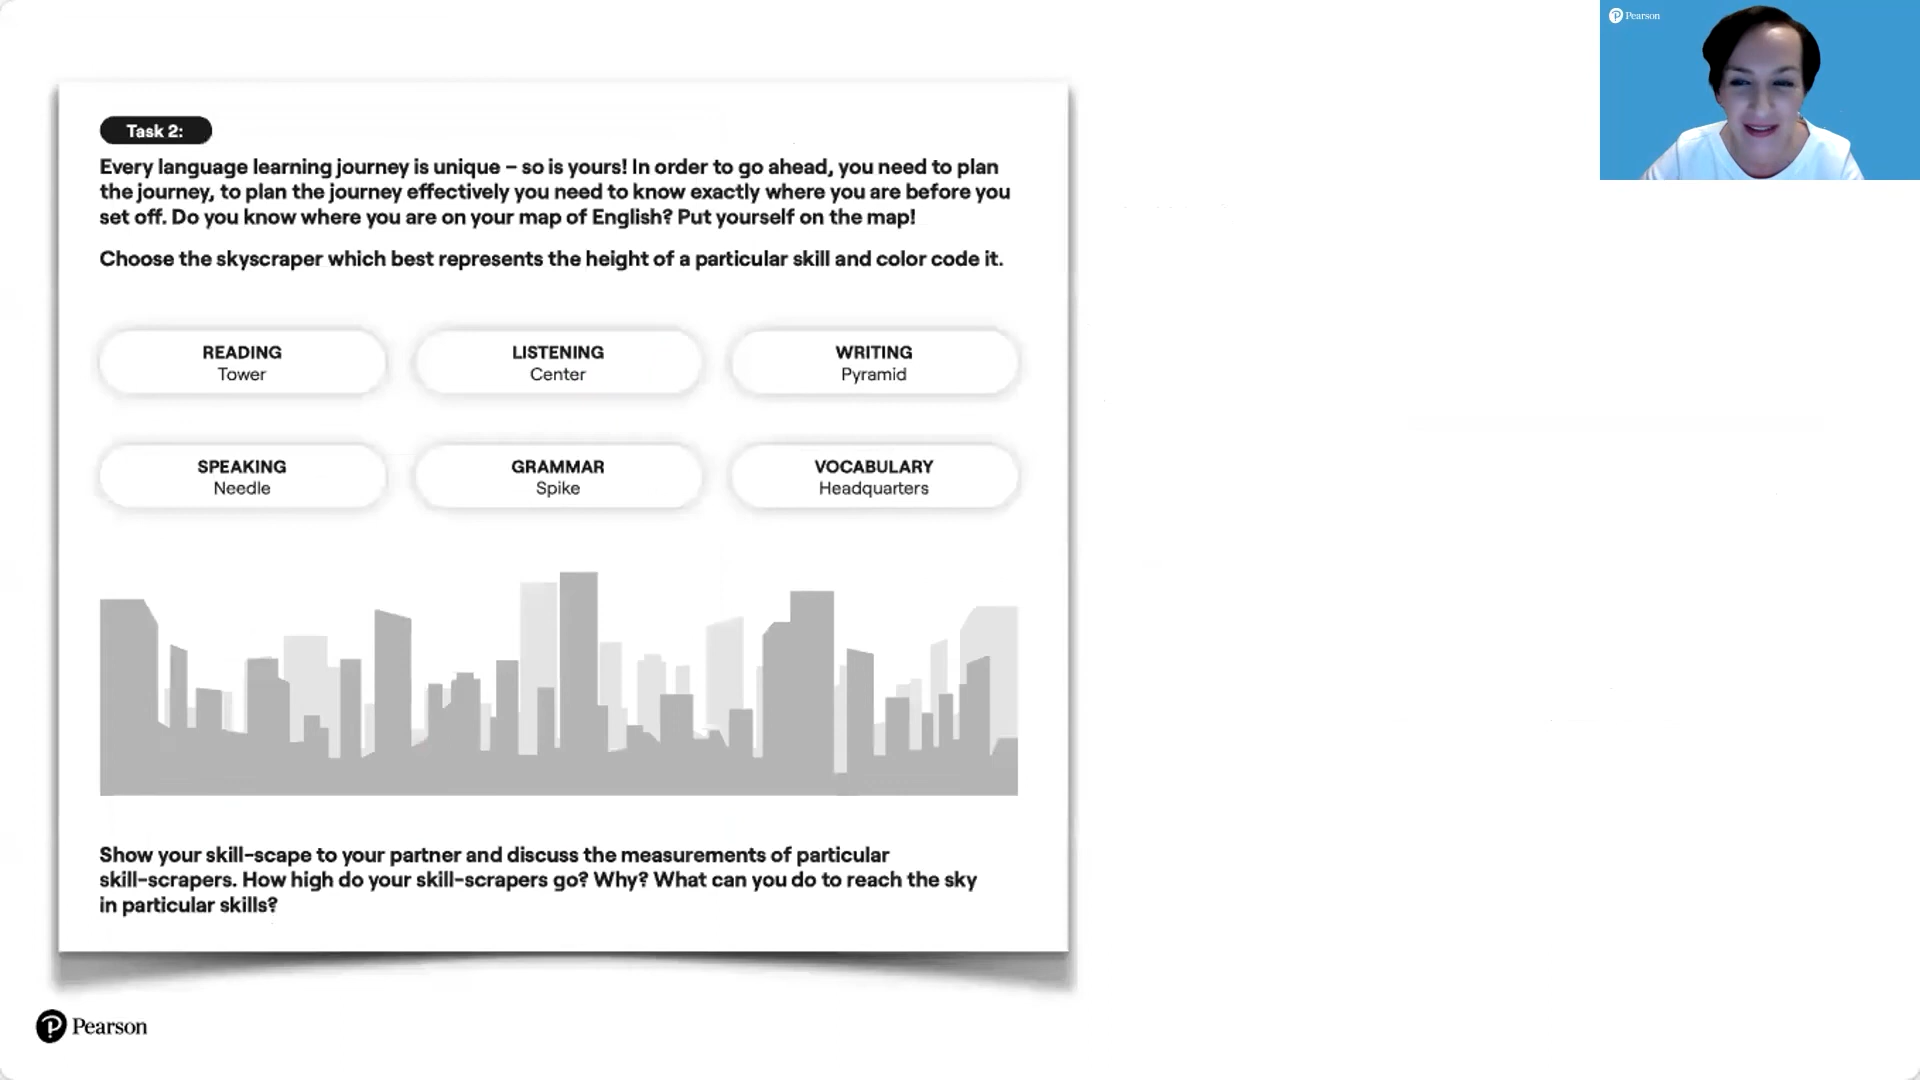 Pearson
Task 2:
Every language learning journey is unique – so is yours! In order to go ahead, you need to plan
the journey, to plan the journey effectively you need to know exactly where you are before you
set off. Do you know where you are on your map of English? Put yourself on the map!
Choose the skyscraper which best represents the height of a particular skill and color code it.
READING
Tower
LISTENING
Center
WRITING
Pyramid
SPEAKING
Needle
GRAMMAR
Spike
VOCABULARY
Headquarters
Show your skill-scape to your partner and discuss the measurements of particular
skill-scrapers. How high do your skill-scrapers go? Why? What can you do to reach the sky
in particular skills?
Pearson